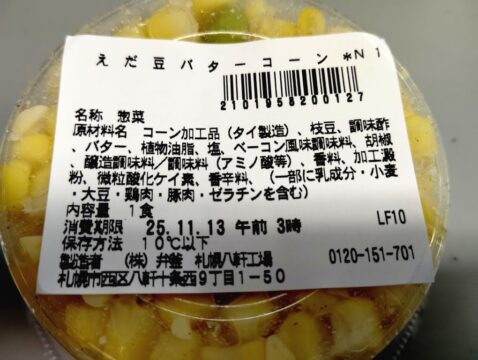 えだ豆バターコーン *N 1
2101958200127
名称 惣菜
原材料名 コーン加工品(タイ製造)、枝豆、調味酢
、バター、植物油脂、塩、ベーコン風味調味料、胡椒
、醸造調味料/調味料(アミノ酸等)、香料、加工澱
粉、微粒酸化ケイ素、香辛料、(一部に乳成分・小麦
・大豆・鶏肉・豚肉・ゼラチンを含む)
内容量 1食
消費期限 25.11.13 午前 3時 LF10
保存方法 10℃以下
製造者 (株)弁釜 札幌八軒工場 0120-151-701
札幌市西区八軒十条西9丁目1-50